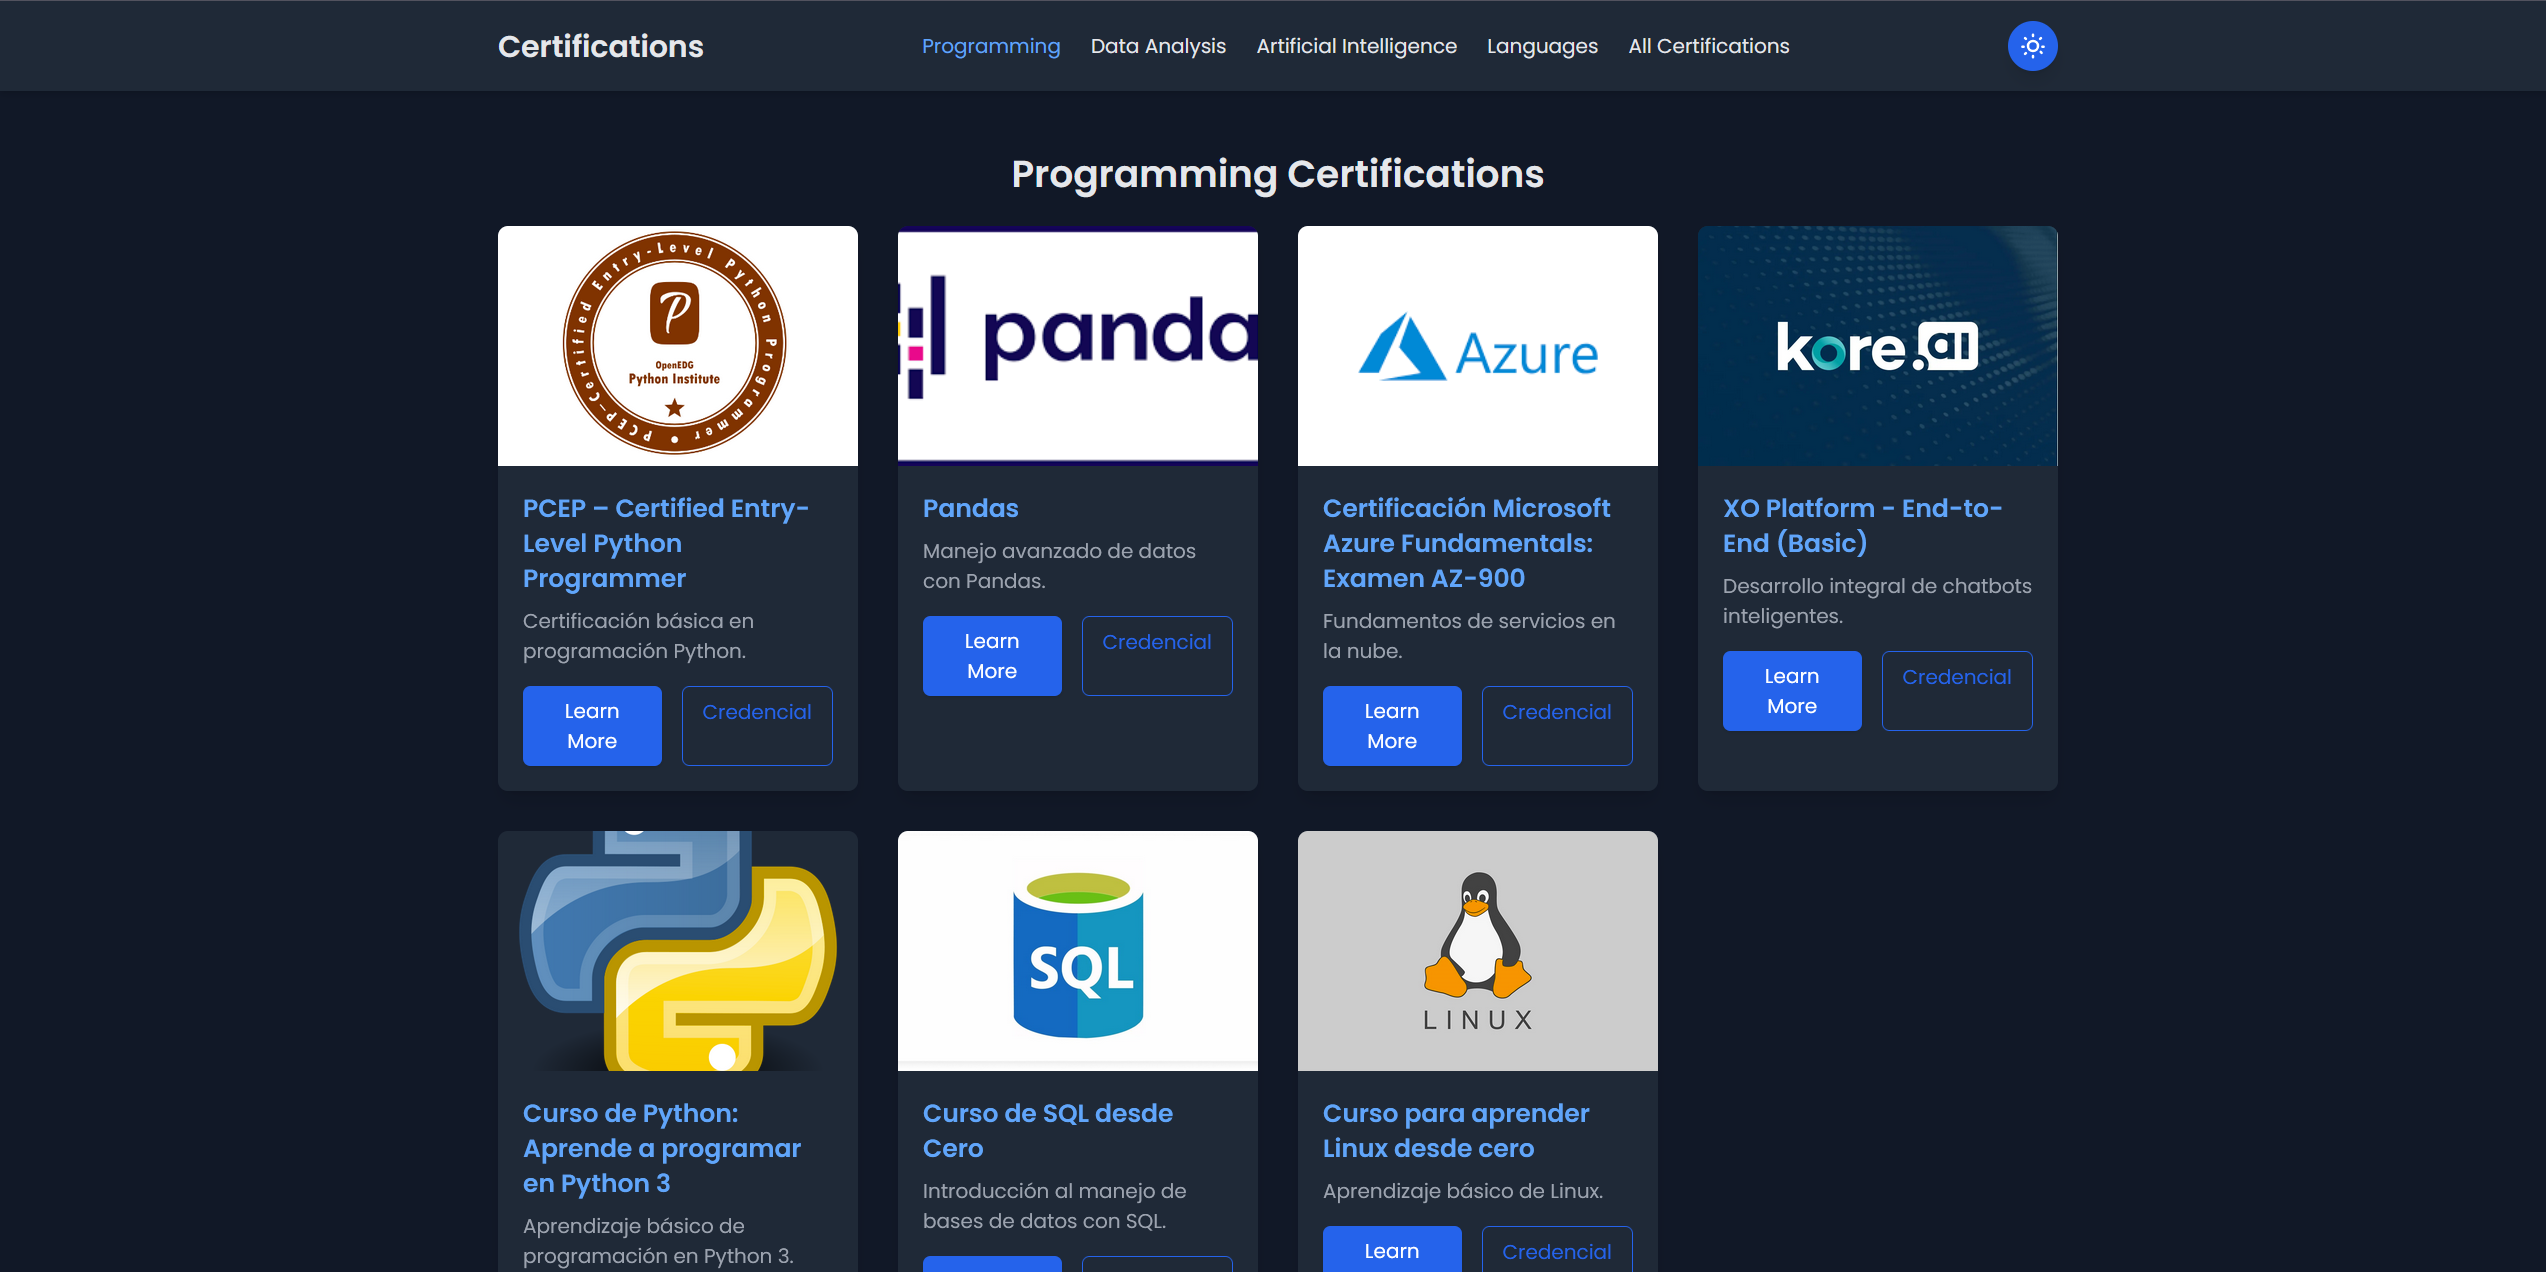 Certifications
Programming
Data Analysis
Artificial Intelligence
Languages
All Certifications
Programming Certifications
PCEP-Certified Entry-Level Python Programmer
P
OpenEDG
Python Institute
PCEP – Certified Entry-
Level Python
Programmer
Certificación básica en
programación Python.
Learn
More
Credencial
panda
Pandas
Manejo avanzado de datos
con Pandas.
Learn
More
Credencial
Azure
Certificación Microsoft
Azure Fundamentals:
Examen AZ-900
Fundamentos de servicios en
la nube.
Learn
More
Credencial
kore.ai
XO Platform - End-to-
End (Basic)
Desarrollo integral de chatbots
inteligentes.
Learn
More
Credencial
Curso de Python:
Aprende a programar
en Python 3
Aprendizaje básico de
programación en Python 3.
SQL
Curso de SQL desde
Cero
Introducción al manejo de
bases de datos con SQL.
LINUX
Curso para aprender
Linux desde cero
Aprendizaje básico de Linux.
Learn
Credencial